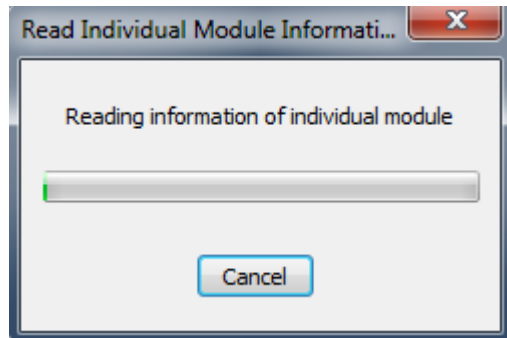 Read Individual Module Informati...
Reading information of individual module
Cancel